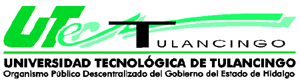 UTec TULANCINGO
UNIVERSIDAD TECNOLÓGICA DE TULANCINGO
Organismo Público Descentralizado del Gobierno del Estado de Hidalgo